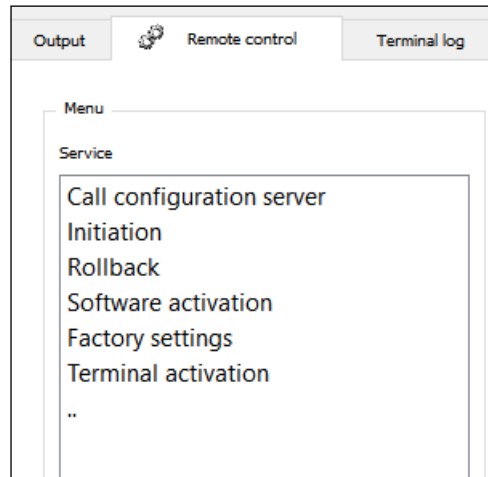 Output
Remote control
Terminal log
Menu
Service
Call configuration server
Initiation
Rollback
Software activation
Factory settings
Terminal activation
..